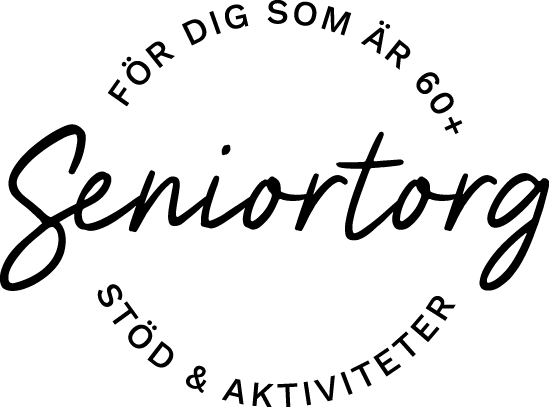 FÖR DIG SOM ÄR 60+
Seniortorg
STÖD & AKTIVITETER